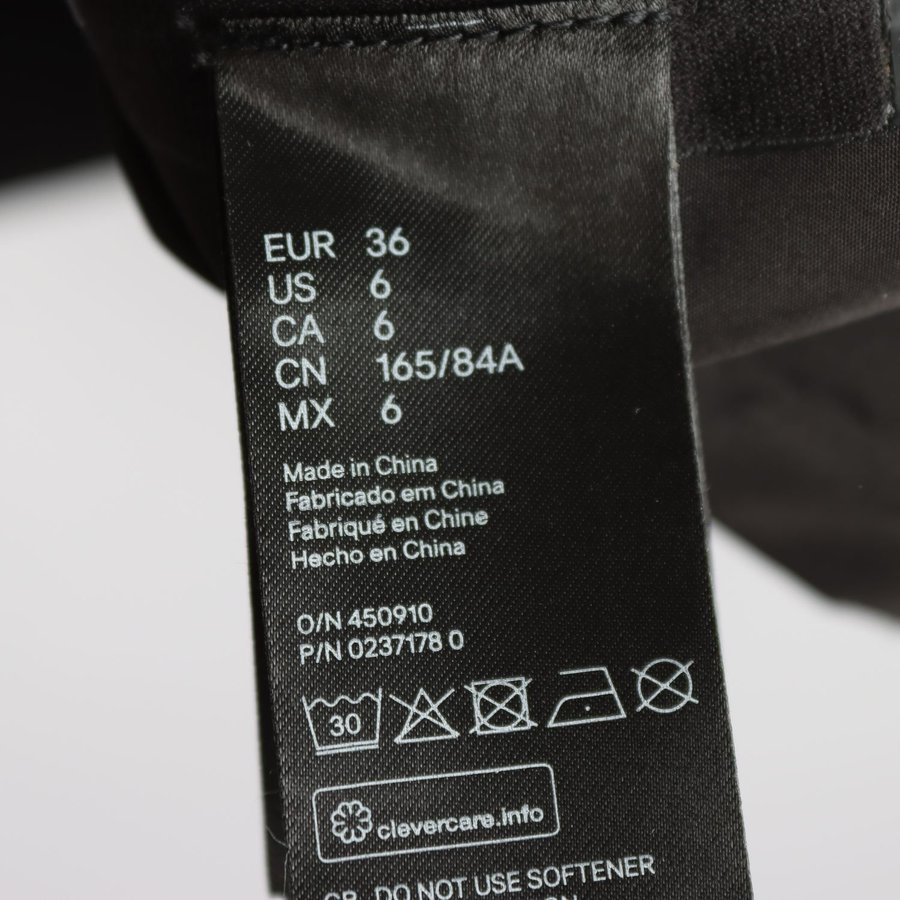 EUR 36
US 6
CA 6
CN 165/84A
MX 6
Made in China
Fabricado em China
Fabriqué en Chine
Hecho en China
O/N 450910
P/N 0237178 0
30
clevercare.info
GB DO NOT USE SOFTENER